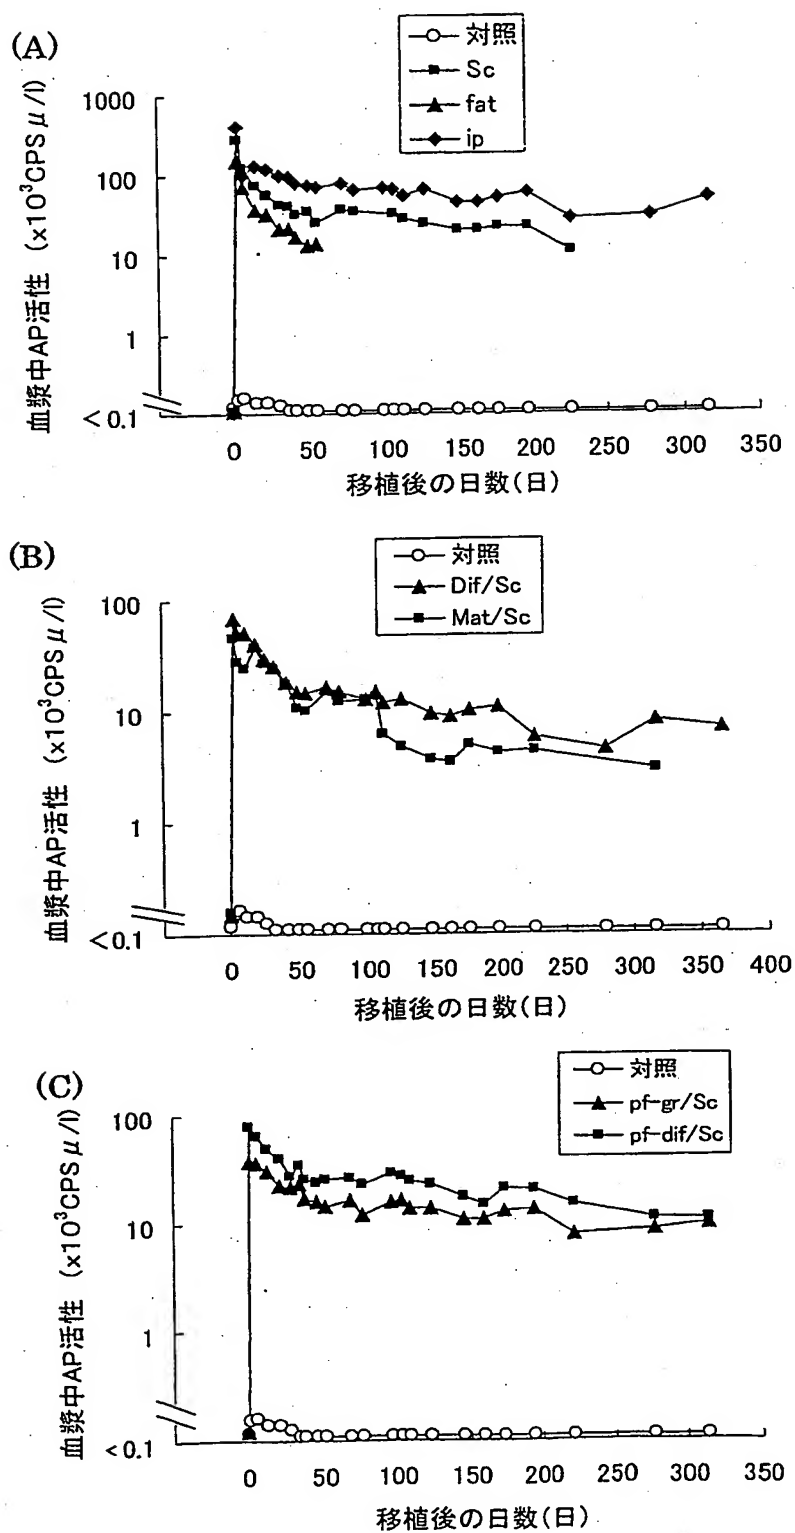 (A)
対照
Sc
fat
ip
血漿中AP活性 (x10³CPSμ/l)
1000
100
10
1
<0.1
0 50 100 150 200 250 300 350
移植後の日数(日)
(B)
対照
Dif/Sc
Mat/Sc
血漿中AP活性 (x10³CPSμ/l)
100
10
1
<0.1
0 50 100 150 200 250 300 350 400
移植後の日数(日)
(C)
対照
pf-gr/Sc
pf-dif/Sc
血漿中AP活性 (x10³CPSμ/l)
100
10
1
<0.1
0 50 100 150 200 250 300 350
移植後の日数(日)